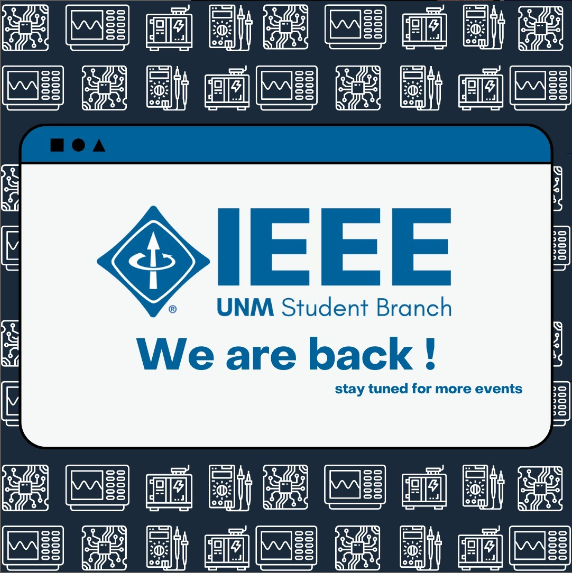 IEEE
®
UNM Student Branch
We are back !
stay tuned for more events